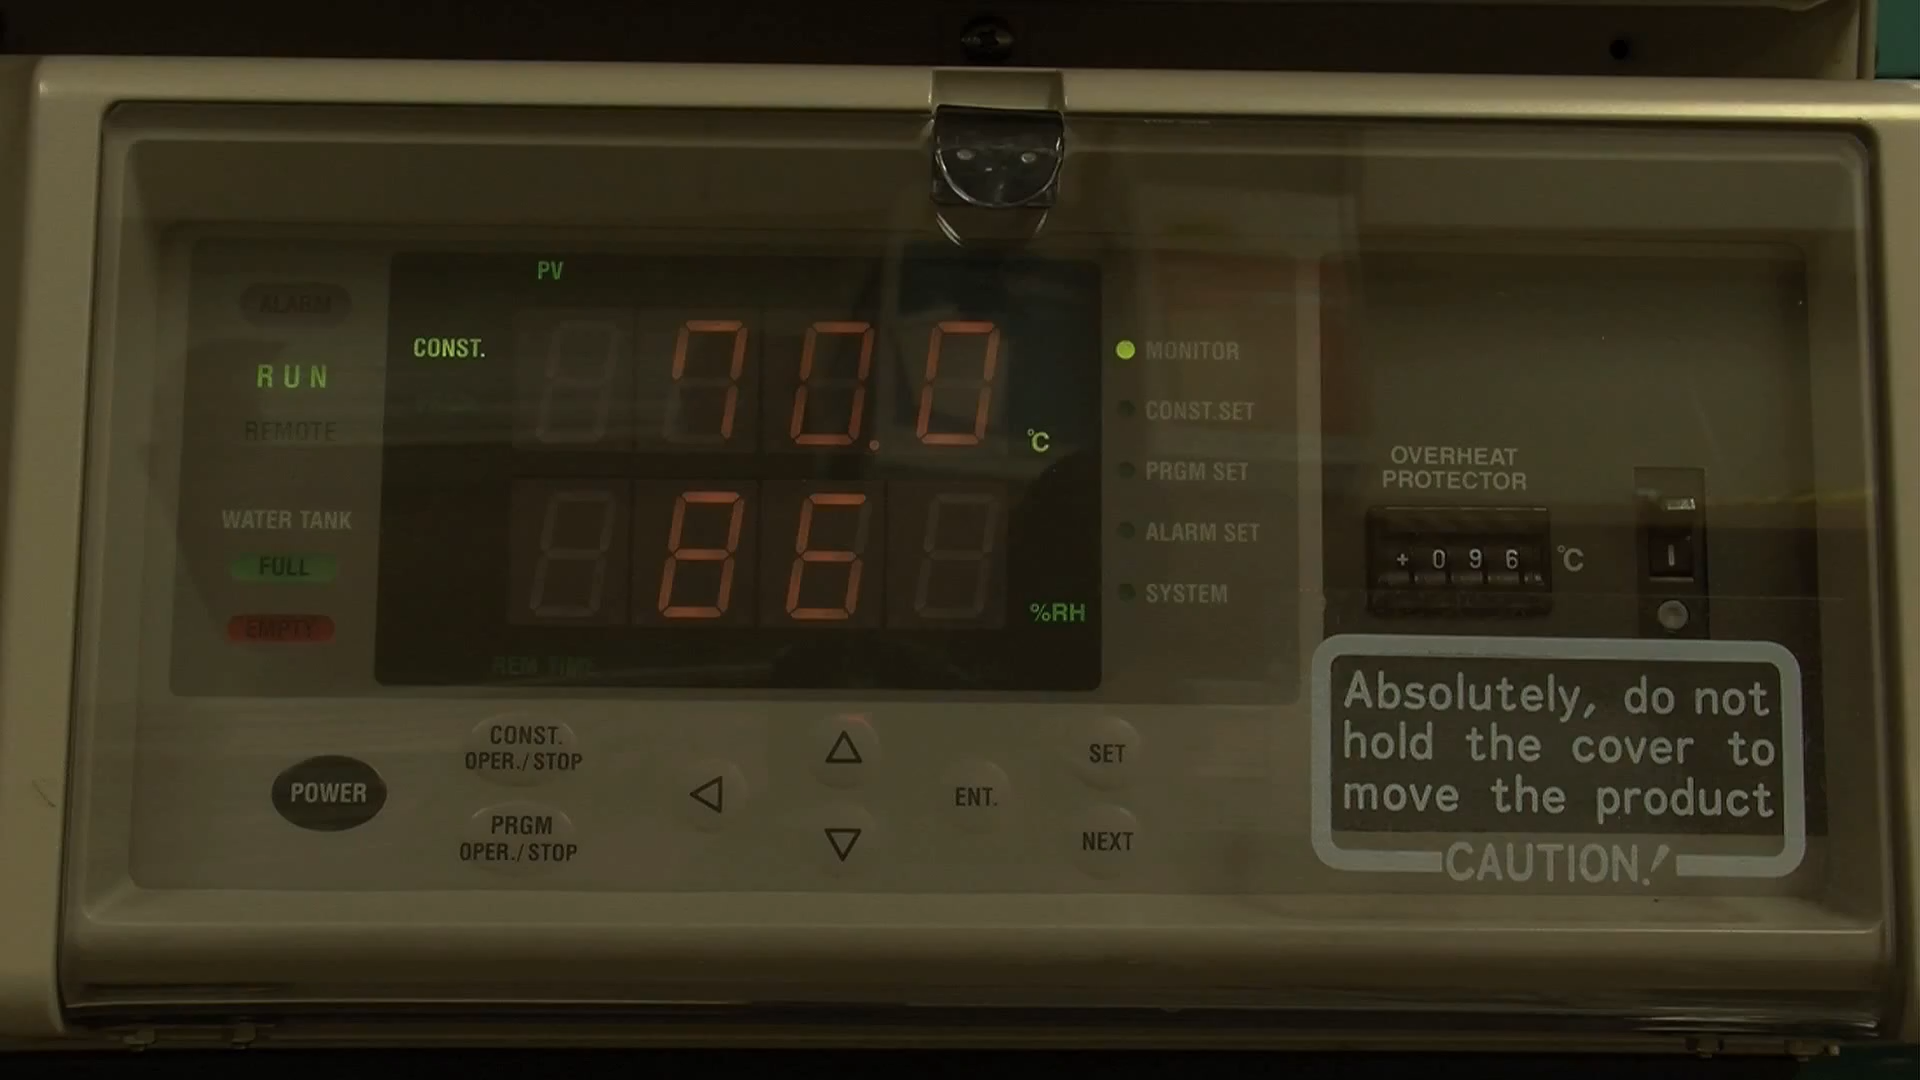 PV
ALARM
CONST.
70.0
RUN
MONITOR
CONST.SET
REMOTE
°C
PRGM SET
OVERHEAT
PROTECTOR
WATER TANK
ALARM SET
FULL
86
+ 096 °C
I
SYSTEM
%RH
EMPTY
REM TIME
Absolutely, do not
hold the cover to
move the product
CAUTION!
CONST.
OPER./STOP
SET
POWER
ENT.
PRGM
OPER./STOP
NEXT